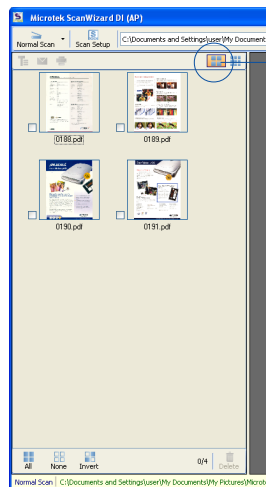 Microtek ScanWizard DI (AP)
Normal Scan Scan Setup C:\Documents and Settings\user\My Document
0188.pdf 0189.pdf
0190.pdf 0191.pdf
All None Invert 0/4 Delete
Normal Scan C:\Documents and Settings\user\My Documents\My Pictures\Microte